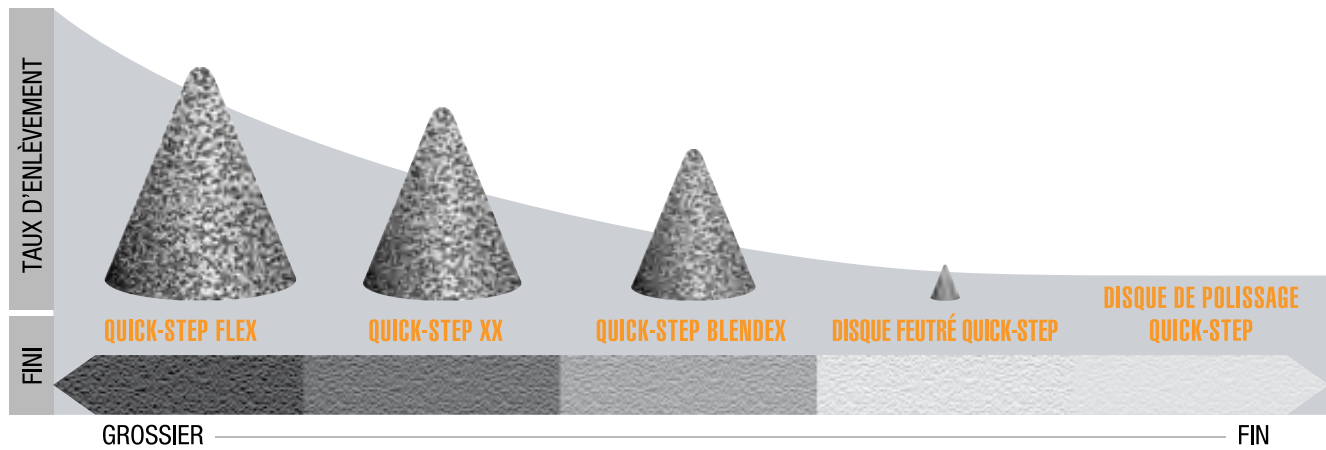 TAUX D'ENLÈVEMENT
QUICK-STEP FLEX
QUICK-STEP XX
QUICK-STEP BLENDEX
DISQUE FEUTRÉ QUICK-STEP
DISQUE DE POLISSAGE
QUICK-STEP
FINI
GROSSIER
FIN